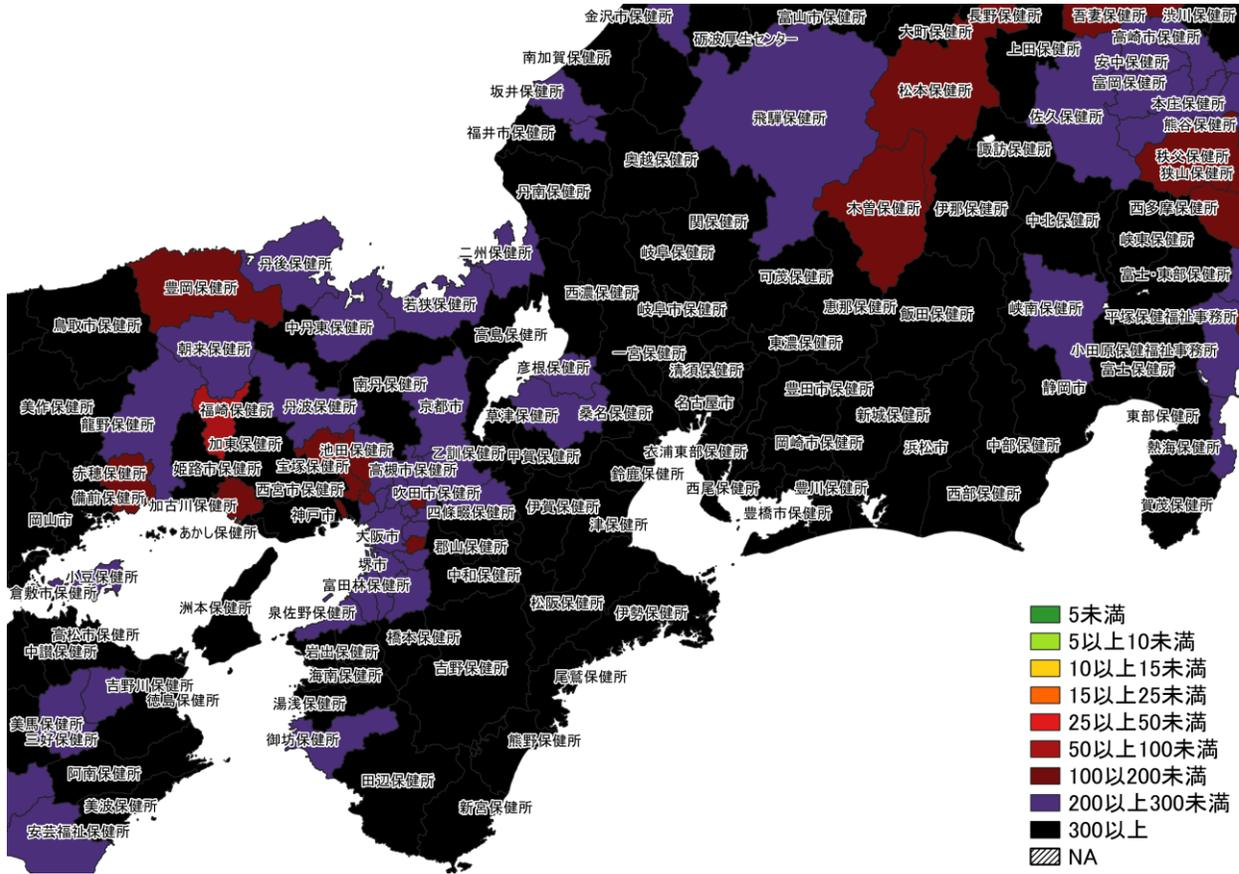 金沢市保健所
富山市保健所
長野保健所
吾妻保健所
渋川保健所
砺波厚生センター
大町保健所
高崎市保健所
上田保健所
南加賀保健所
安中保健所
富岡保健所
坂井保健所
松本保健所
本庄保健所
飛騨保健所
佐久保健所
熊谷保健所
福井市保健所
諏訪保健所
奥越保健所
秩父保健所
狭山保健所
丹南保健所
木曽保健所
伊那保健所
西多摩保健所
関保健所
中北保健所
峡東保健所
二州保健所
岐阜保健所
丹後保健所
富士・東部保健所
可茂保健所
豊岡保健所
西濃保健所
若狭保健所
恵那保健所
峡南保健所
岐阜市保健所
飯田保健所
平塚保健福祉事務所
鳥取市保健所
中丹東保健所
高島保健所
東濃保健所
朝来保健所
一宮保健所
小田原保健福祉事務所
彦根保健所
清須保健所
富士保健所
南丹保健所
豊田市保健所
静岡市
美作保健所
福崎保健所
丹波保健所
京都市
名古屋市
草津保健所
桑名保健所
新城保健所
東部保健所
龍野保健所
加東保健所
池田保健所
乙訓保健所
甲賀保健所
衣浦東部保健所
岡崎市保健所
浜松市
中部保健所
熱海保健所
赤穂保健所
姫路市保健所
宝塚保健所
高槻市保健所
鈴鹿保健所
備前保健所
西宮市保健所
吹田市保健所
西尾保健所
豊川保健所
西部保健所
加古川保健所
神戸市
四條畷保健所
伊賀保健所
豊橋市保健所
賀茂保健所
岡山市
あかし保健所
大阪市
津保健所
郡山保健所
堺市
小豆保健所
富田林保健所
中和保健所
倉敷市保健所
洲本保健所
泉佐野保健所
松阪保健所
伊勢保健所
高松市保健所
橋本保健所
中讃保健所
岩出保健所
吉野保健所
海南保健所
尾鷲保健所
吉野川保健所
徳島保健所
湯浅保健所
美馬保健所
三好保健所
御坊保健所
熊野保健所
阿南保健所
田辺保健所
美波保健所
新宮保健所
安芸福祉保健所
5未満
5以上10未満
10以上15未満
15以上25未満
25以上50未満
50以上100未満
100以200未満
200以上300未満
300以上
NA